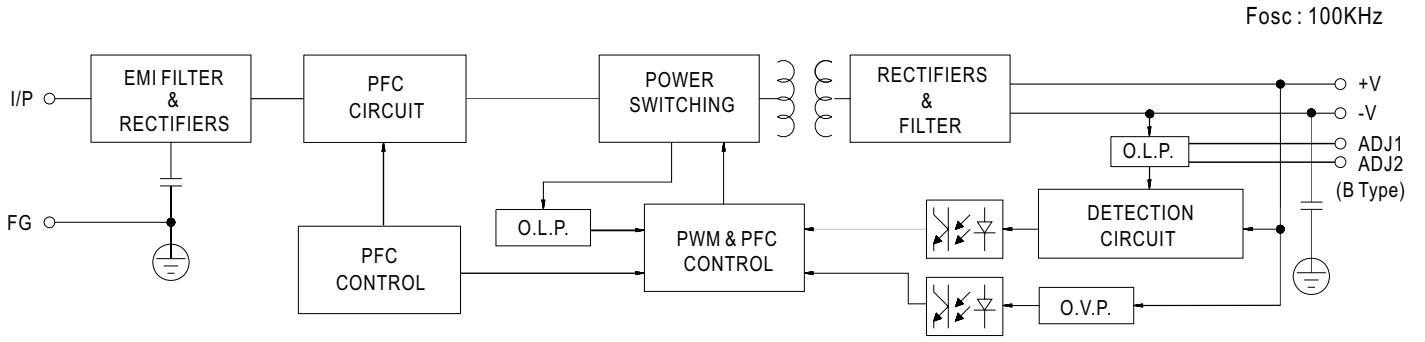 Fosc : 100KHz
I/P
EMI FILTER
&
RECTIFIERS
PFC
CIRCUIT
POWER
SWITCHING
RECTIFIERS
&
FILTER
+V
-V
ADJ1
ADJ2
(B Type)
O.L.P.
FG
O.L.P.
PFC
CONTROL
PWM & PFC
CONTROL
DETECTION
CIRCUIT
O.V.P.